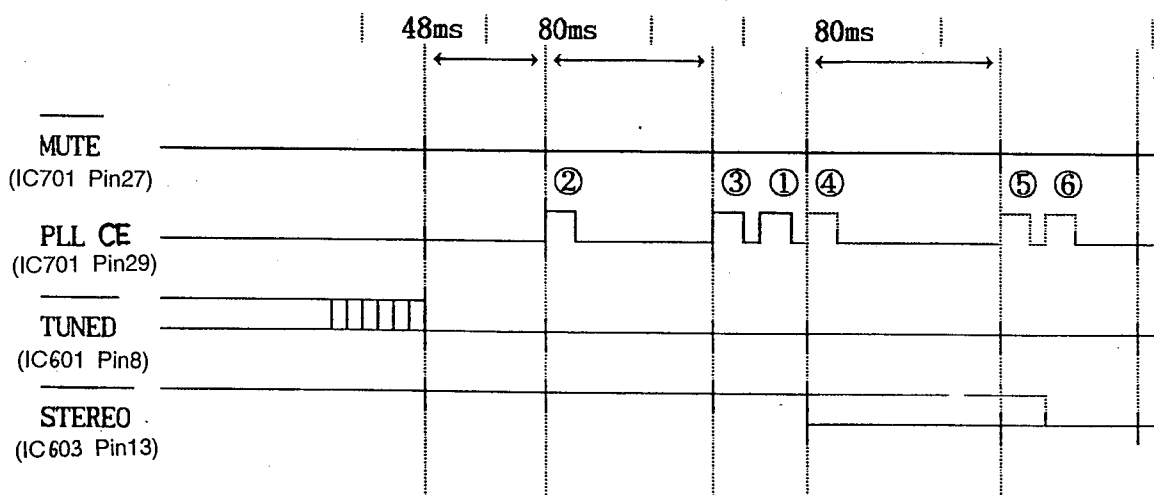 48ms 80ms 80ms
MUTE
(IC701 Pin27)
② ③ ① ④ ⑤ ⑥
PLL CE
(IC701 Pin29)
TUNED
(IC601 Pin8)
STEREO
(IC603 Pin13)